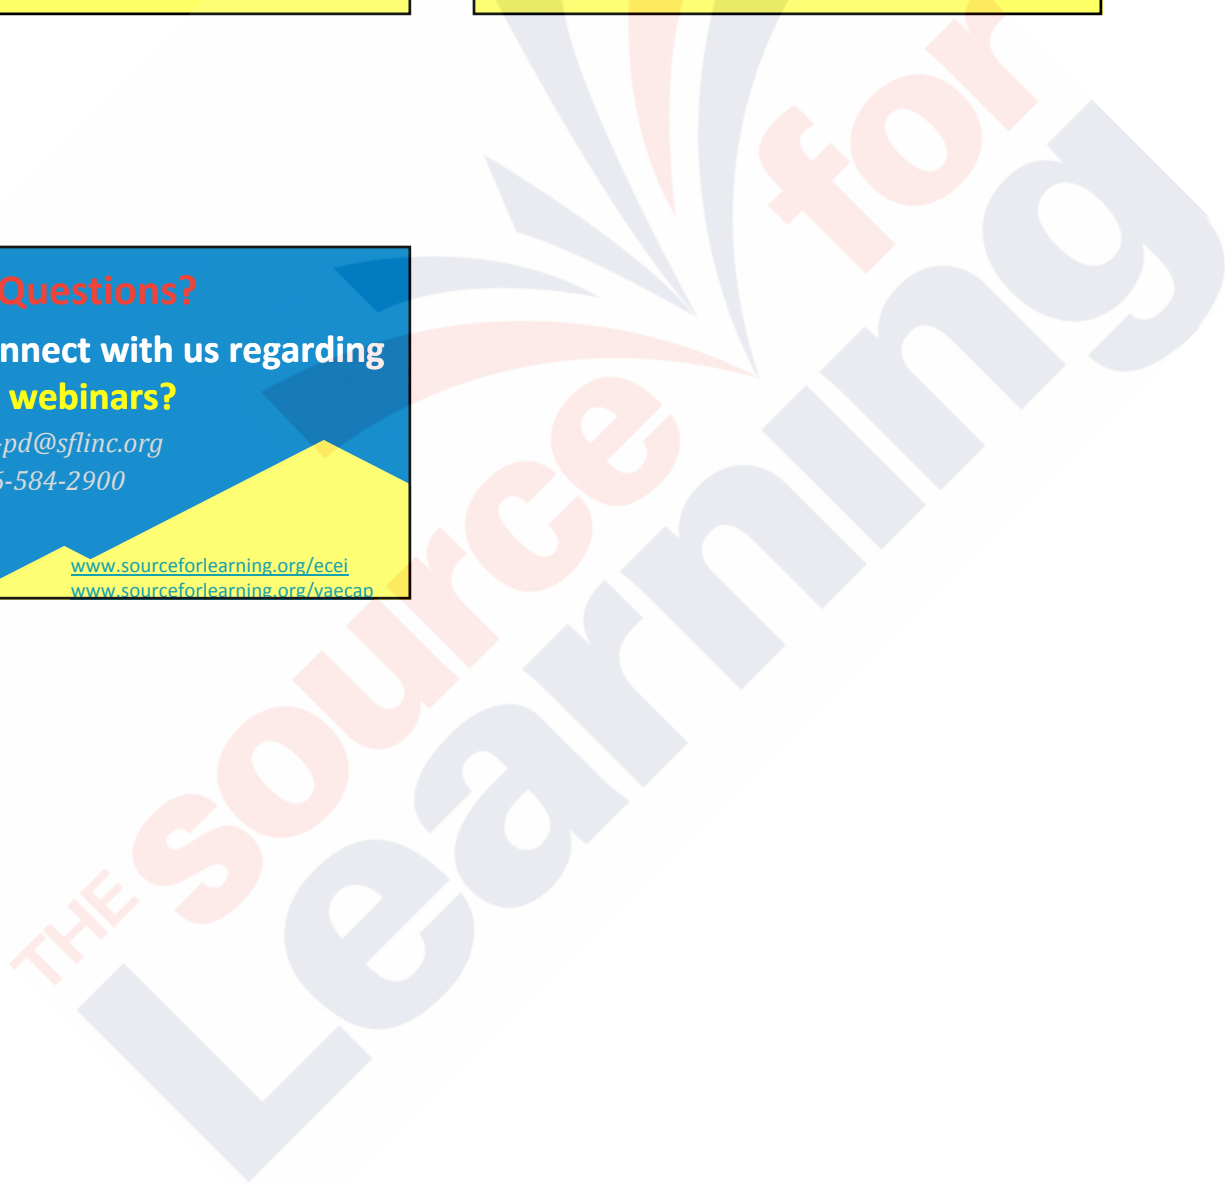 Questions?
nnect with us regarding
webinars?
-pd@sflinc.org
-584-2900
www.sourceforlearning.org/ecei
www.sourceforlearning.org/vaecap
THE source for
Learning